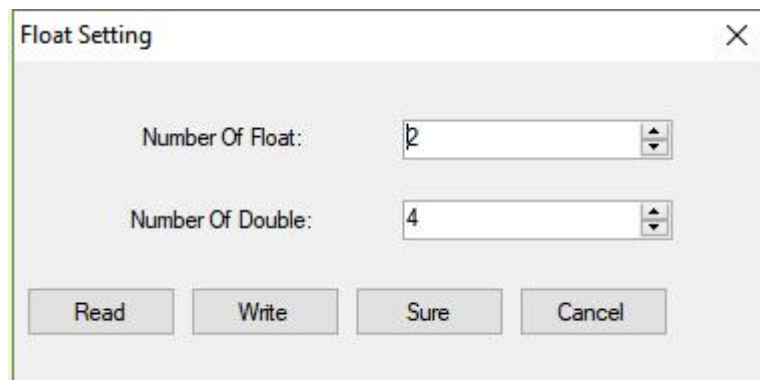 Float Setting
Number Of Float: 2
Number Of Double: 4
Read Write Sure Cancel